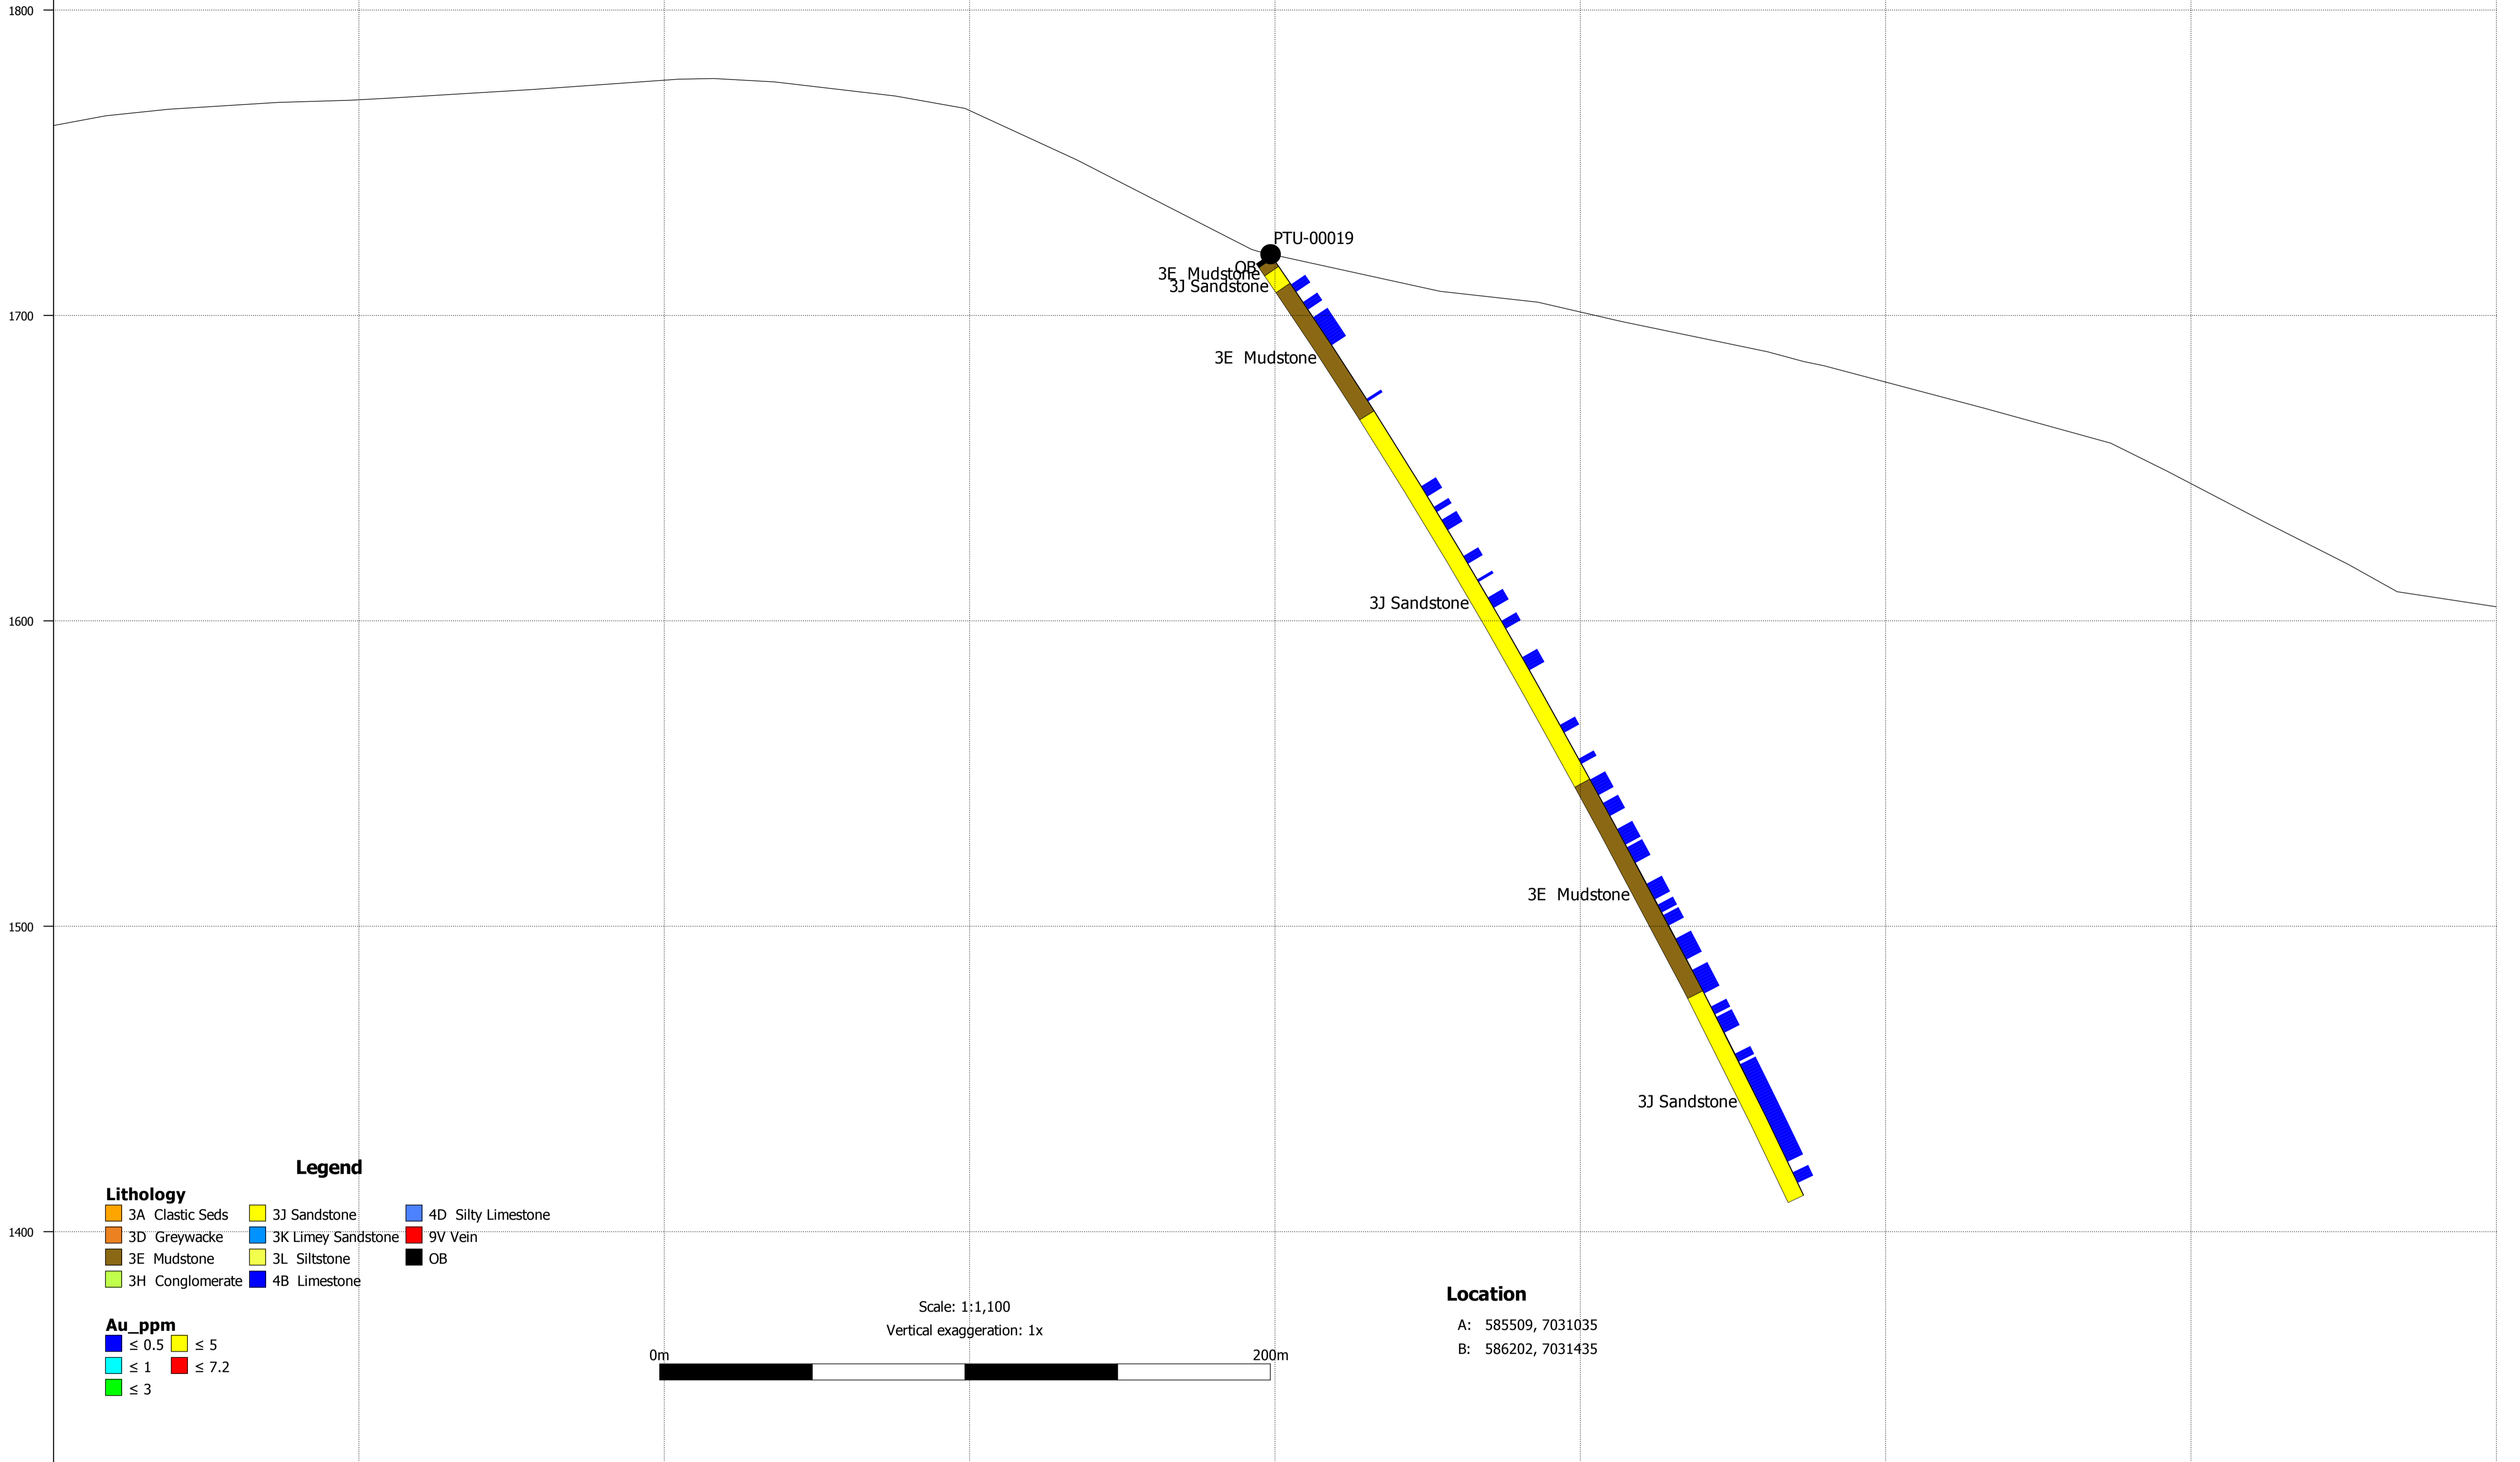 1800
PTU-00019
OB
3E  Mudstone
3J Sandstone
1700
3E  Mudstone
1600
3J Sandstone
1500
3E  Mudstone
3J Sandstone
1400
Legend
Lithology
3A  Clastic Seds
3J Sandstone
4D  Silty Limestone
3D  Greywacke
3K Limey Sandstone
9V Vein
3E  Mudstone
3L  Siltstone
OB
3H  Conglomerate
4B  Limestone
Au_ppm
≤ 0.5
≤ 5
≤ 1
≤ 7.2
≤ 3
Scale: 1:1,100
Vertical exaggeration: 1x
0m
200m
Location
A: 585509, 7031035
B: 586202, 7031435